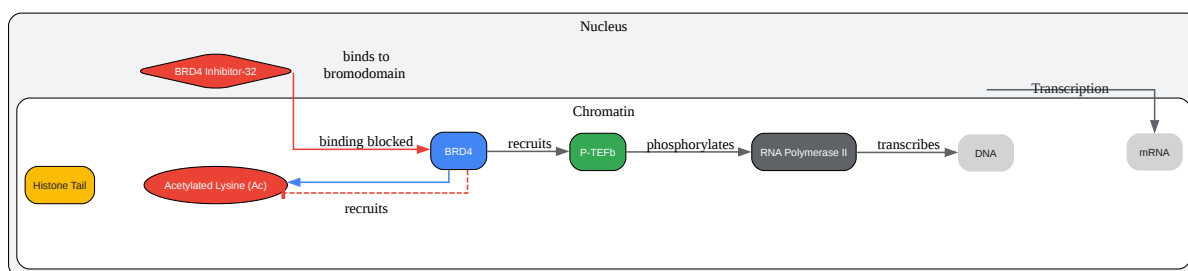 Nucleus
binds to
bromodomain
BRD4 Inhibitor-32
Transcription
Chromatin
binding blocked
BRD4
recruits
P-TEFb
phosphorylates
RNA Polymerase II
transcribes
DNA
mRNA
Histone Tail
Acetylated Lysine (Ac)
recruits